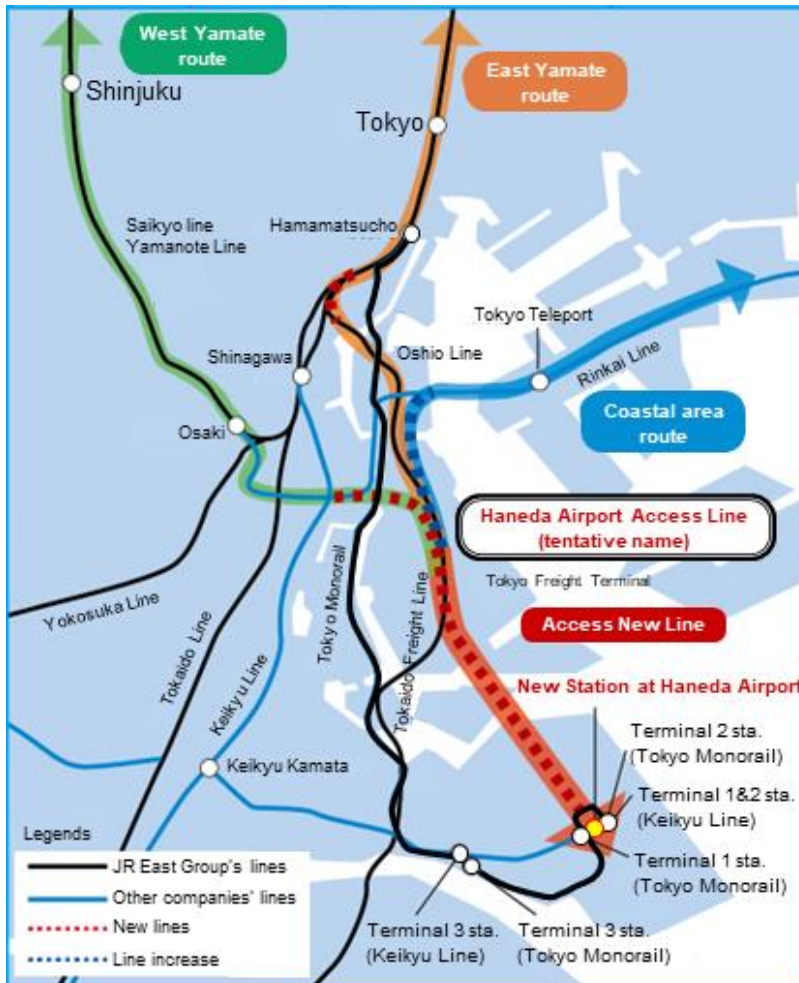 West Yamate
route
East Yamate
route
Shinjuku
Tokyo
Saikyo line
Yamanote Line
Hamamatsucho
Tokyo Teleport
Shinagawa
Oshio Line
Rinkai Line
Coastal area
route
Osaki
Haneda Airport Access Line
(tentative name)
Tokyo Freight Terminal
Yokosuka Line
Tokaido Line
Keikyu Line
Tokyo Monorail
Tokaido Freight Line
Access New Line
New Station at Haneda Airport
Terminal 2 sta.
(Tokyo Monorail)
Keikyu Kamata
Terminal 1&2 sta.
(Keikyu Line)
Terminal 1 sta.
(Tokyo Monorail)
Legends
JR East Group's lines
Other companies' lines
New lines
Line increase
Terminal 3 sta.
(Keikyu Line)
Terminal 3 sta.
(Tokyo Monorail)